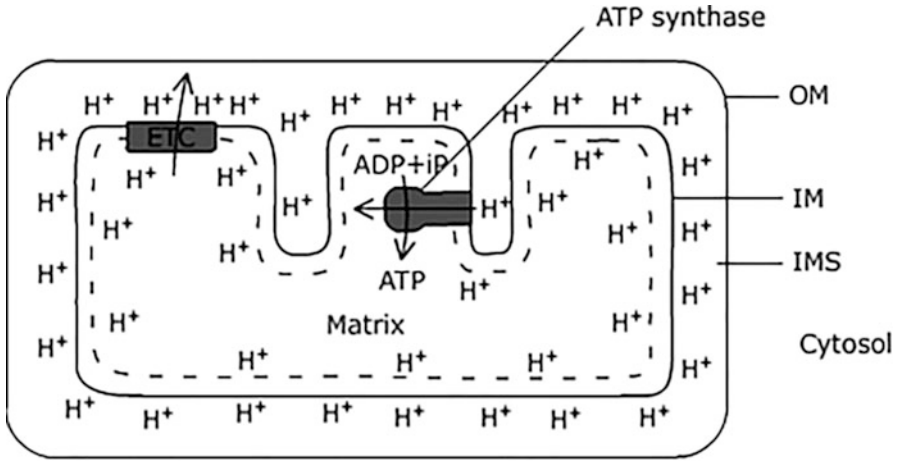 ATP synthase
OM
H⁺ H⁺ H⁺ H⁺ H⁺ H⁺ H⁺ H⁺ H⁺ H⁺ H⁺
H⁺
H⁺ ETC
ADP+iP H⁺ H⁺
H⁺ H⁺
H⁺ H⁺ H⁺ H⁺ IM
H⁺ H⁺ H⁺
H⁺ IMS
H⁺ ATP
H⁺ H⁺
H⁺ Matrix H⁺
H⁺ Cytosol
H⁺ H⁺ H⁺ H⁺
H⁺ H⁺ H⁺ H⁺ H⁺ H⁺ H⁺ H⁺